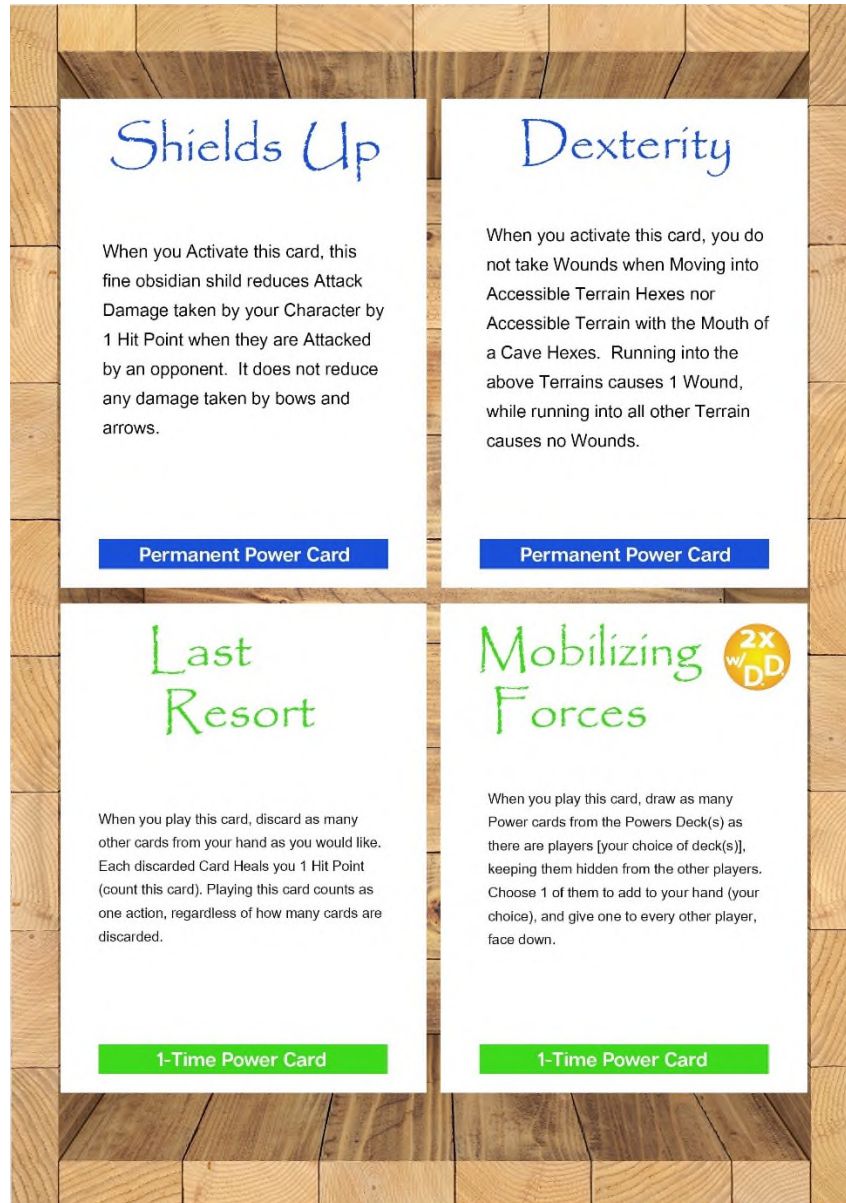 Shields Up
When you Activate this card, this
fine obsidian shild reduces Attack
Damage taken by your Character by
1 Hit Point when they are Attacked
by an opponent. It does not reduce
any damage taken by bows and
arrows.
Permanent Power Card
Dexterity
When you activate this card, you do
not take Wounds when Moving into
Accessible Terrain Hexes nor
Accessible Terrain with the Mouth of
a Cave Hexes. Running into the
above Terrains causes 1 Wound,
while running into all other Terrain
causes no Wounds.
Permanent Power Card
Last
Resort
When you play this card, discard as many
other cards from your hand as you would like.
Each discarded Card Heals you 1 Hit Point
(count this card). Playing this card counts as
one action, regardless of how many cards are
discarded.
1-Time Power Card
Mobilizing
Forces
2X
w/D.D.
When you play this card, draw as many
Power cards from the Powers Deck(s) as
there are players [your choice of deck(s)],
keeping them hidden from the other players.
Choose 1 of them to add to your hand (your
choice), and give one to every other player,
face down.
1-Time Power Card